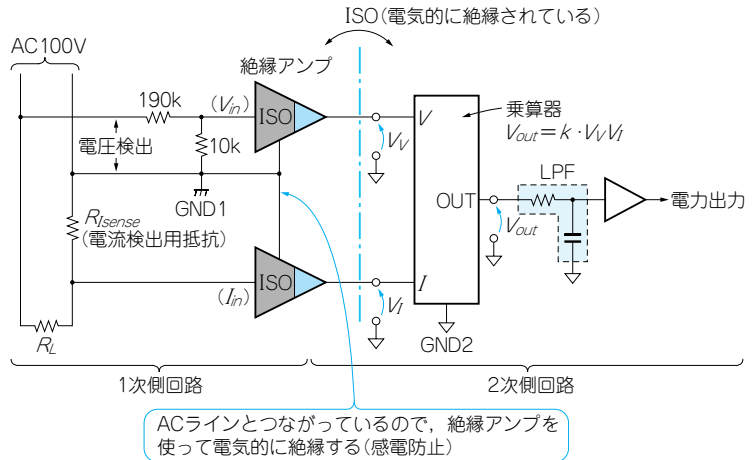 ISO(電気的に絶縁されている)
AC100V
絶縁アンプ
190k
(Vin)
ISO
10k
電圧検出
GND1
RIsense
(電流検出用抵抗)
(Iin)
ISO
RL
VV
VI
V
I
OUT
乗算器
Vout=k・VVVI
LPF
Vout
電力出力
GND2
1次側回路
2次側回路
ACラインとつながっているので，絶縁アンプを
使って電気的に絶縁する(感電防止)